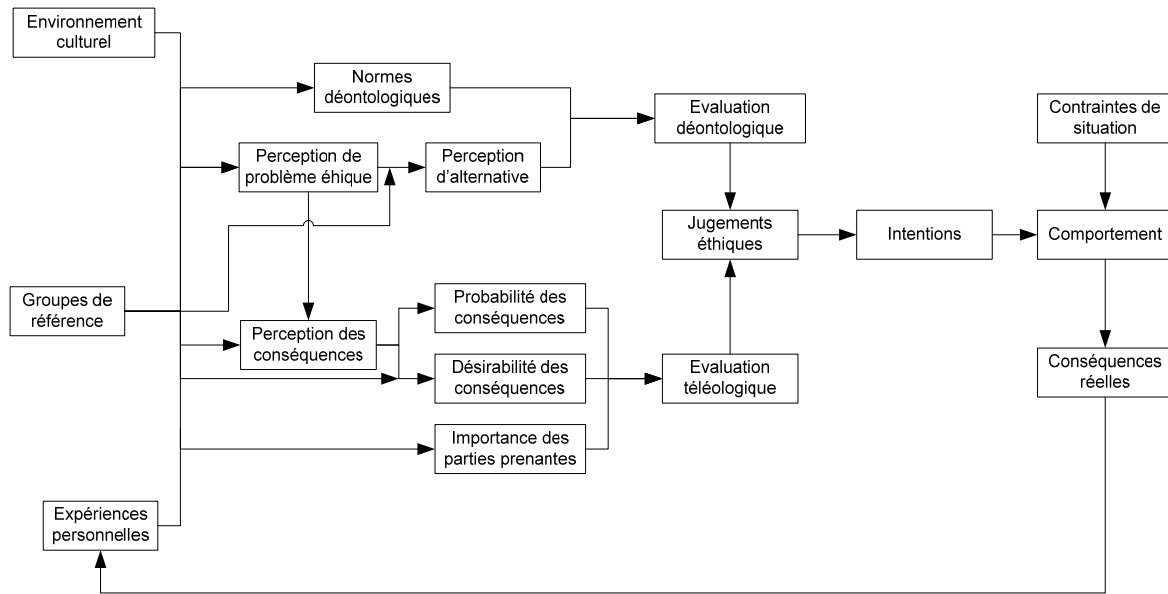 Environnement
culturel
Normes
déontologiques
Evaluation
déontologique
Contraintes de
situation
Perception de
problème éhique
Perception
d'alternative
Jugements
éthiques
Intentions
Comportement
Groupes de
référence
Perception des
conséquences
Probabilité des
conséquences
Désirabilité des
conséquences
Evaluation
téléologique
Conséquences
réelles
Importance des
parties prenantes
Expériences
personnelles